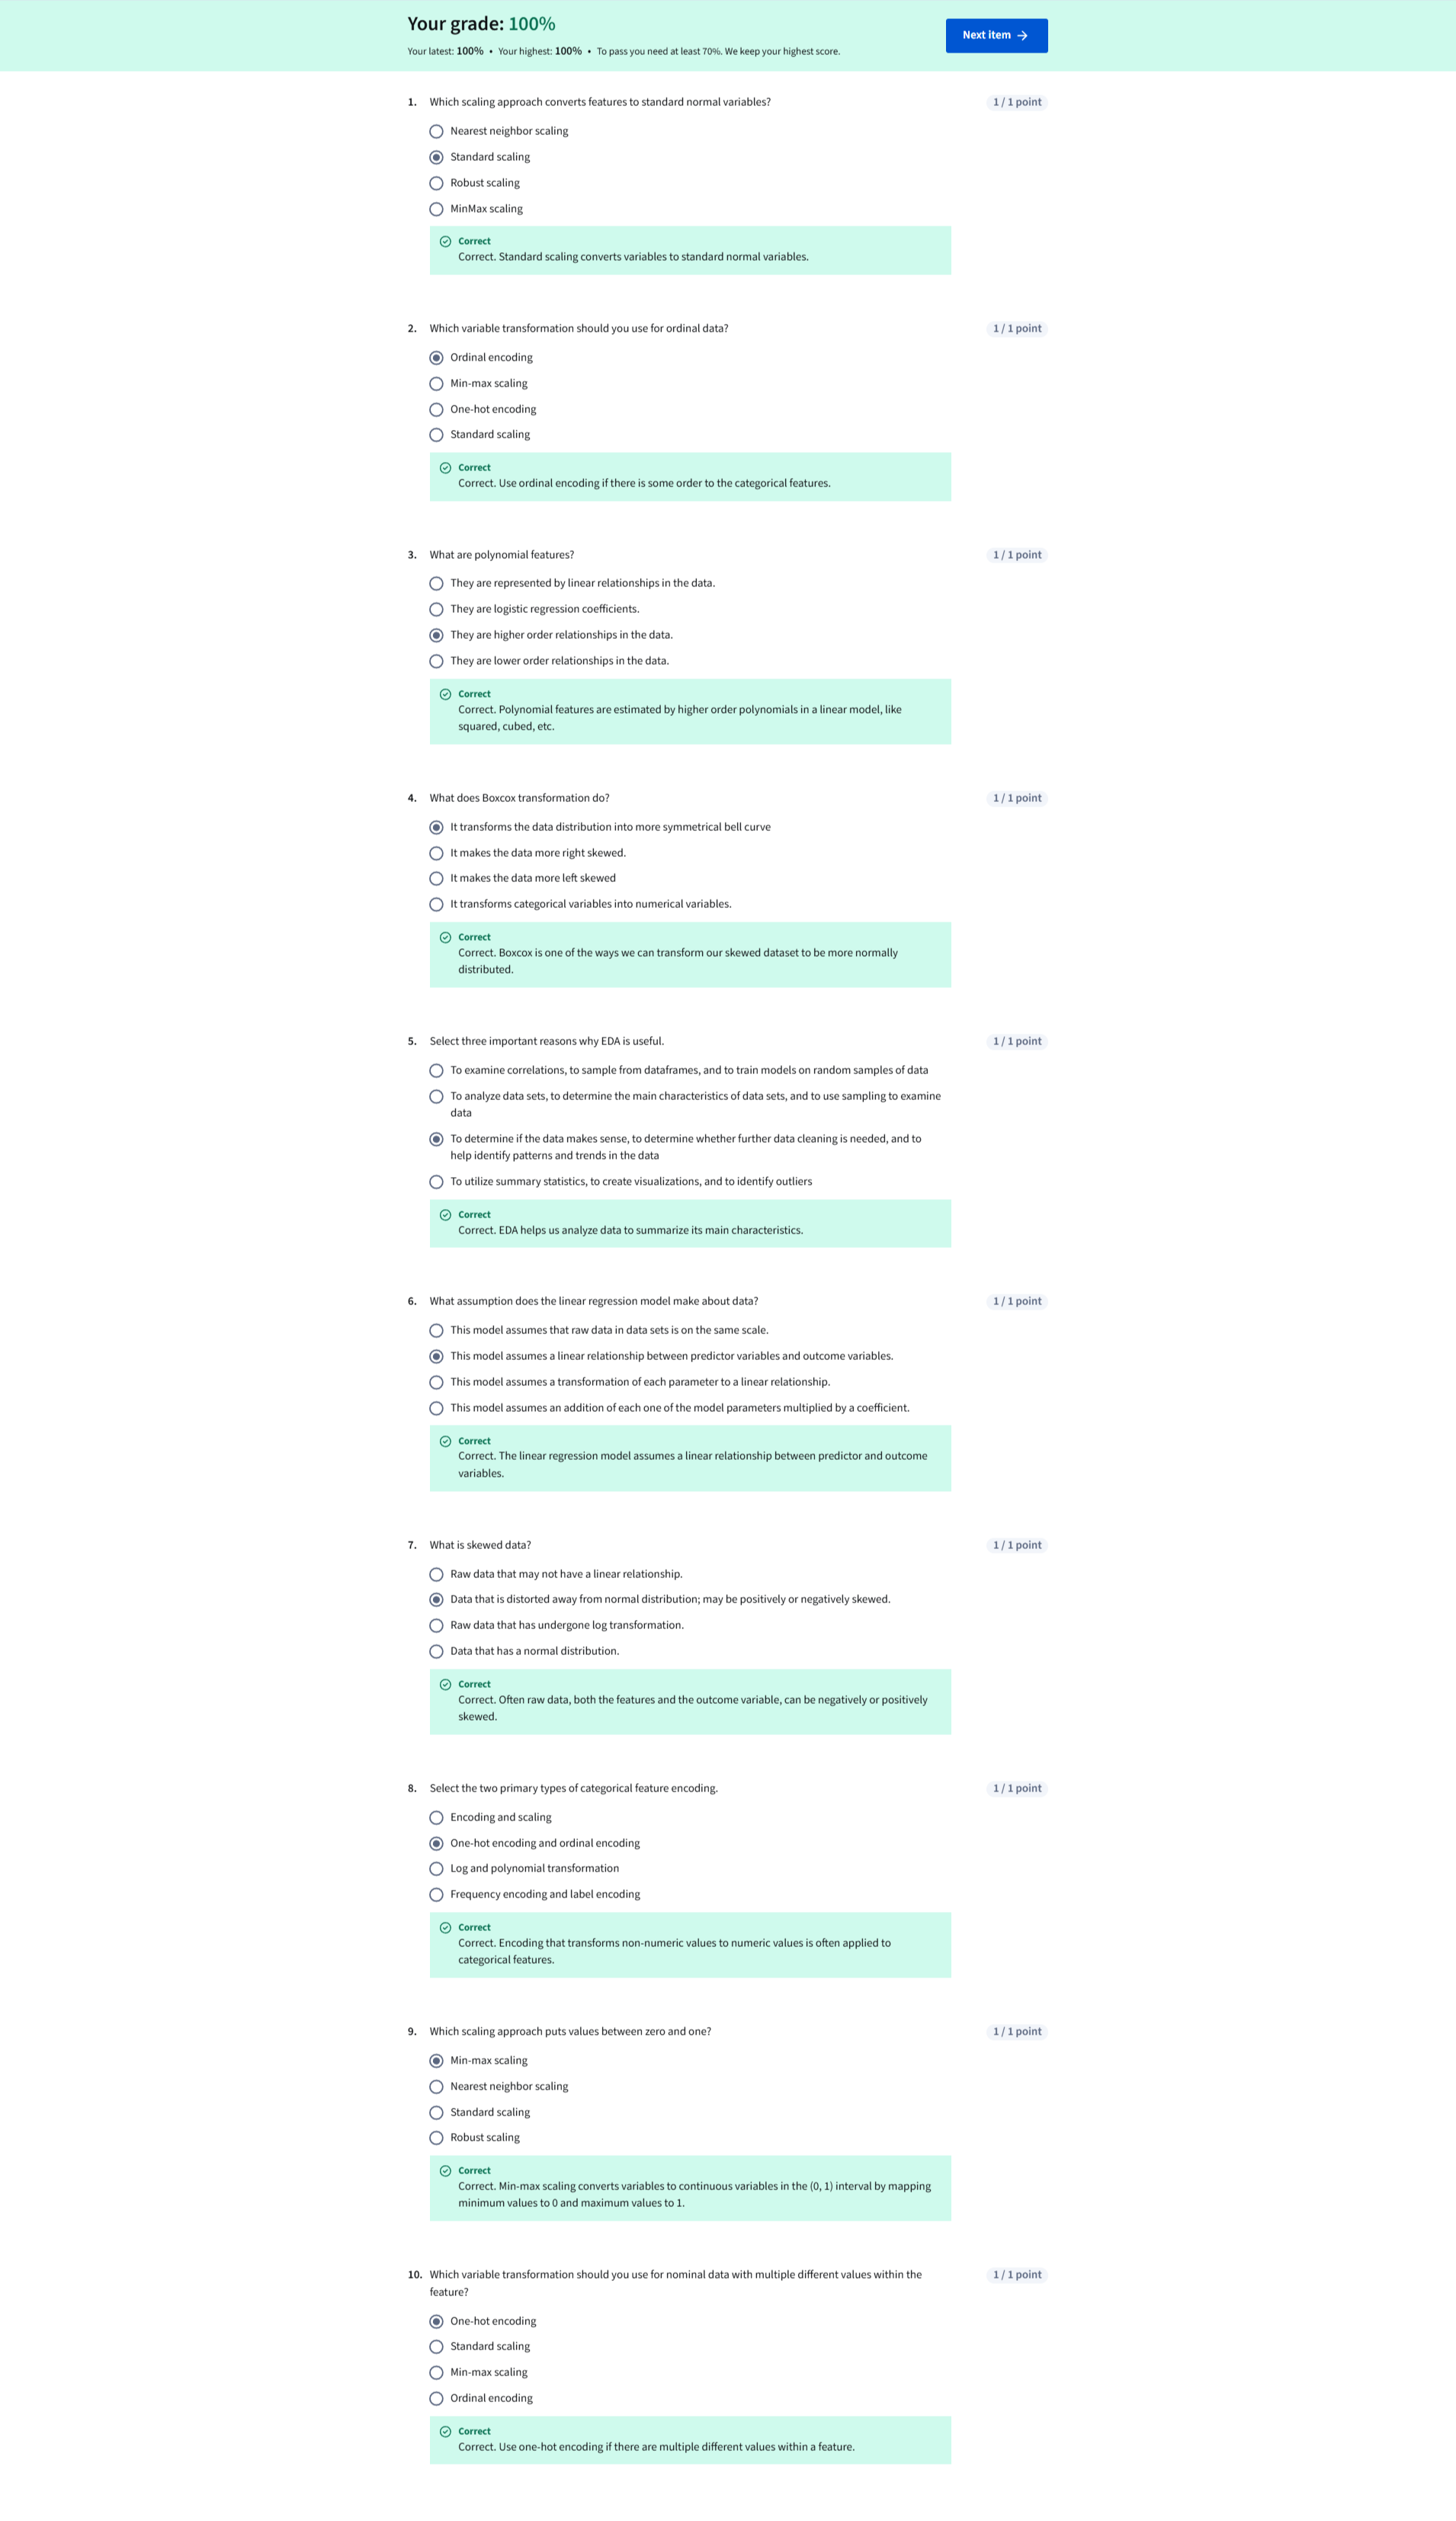 Your grade: 100%
Next item →
Your latest: 100% • Your highest: 100% • To pass you need at least 70%. We keep your highest score.
1. Which scaling approach converts features to standard normal variables? 1 / 1 point
Nearest neighbor scaling
Standard scaling
Robust scaling
MinMax scaling
Correct
Correct. Standard scaling converts variables to standard normal variables.
2. Which variable transformation should you use for ordinal data? 1 / 1 point
Ordinal encoding
Min-max scaling
One-hot encoding
Standard scaling
Correct
Correct. Use ordinal encoding if there is some order to the categorical features.
3. What are polynomial features? 1 / 1 point
They are represented by linear relationships in the data.
They are logistic regression coefficients.
They are higher order relationships in the data.
They are lower order relationships in the data.
Correct
Correct. Polynomial features are estimated by higher order polynomials in a linear model, like
squared, cubed, etc.
4. What does Boxcox transformation do? 1 / 1 point
It transforms the data distribution into more symmetrical bell curve
It makes the data more right skewed.
It makes the data more left skewed
It transforms categorical variables into numerical variables.
Correct
Correct. Boxcox is one of the ways we can transform our skewed dataset to be more normally
distributed.
5. Select three important reasons why EDA is useful. 1 / 1 point
To examine correlations, to sample from dataframes, and to train models on random samples of data
To analyze data sets, to determine the main characteristics of data sets, and to use sampling to examine
data
To determine if the data makes sense, to determine whether further data cleaning is needed, and to
help identify patterns and trends in the data
To utilize summary statistics, to create visualizations, and to identify outliers
Correct
Correct. EDA helps us analyze data to summarize its main characteristics.
6. What assumption does the linear regression model make about data? 1 / 1 point
This model assumes that raw data in data sets is on the same scale.
This model assumes a linear relationship between predictor variables and outcome variables.
This model assumes a transformation of each parameter to a linear relationship.
This model assumes an addition of each one of the model parameters multiplied by a coefficient.
Correct
Correct. The linear regression model assumes a linear relationship between predictor and outcome
variables.
7. What is skewed data? 1 / 1 point
Raw data that may not have a linear relationship.
Data that is distorted away from normal distribution; may be positively or negatively skewed.
Raw data that has undergone log transformation.
Data that has a normal distribution.
Correct
Correct. Often raw data, both the features and the outcome variable, can be negatively or positively
skewed.
8. Select the two primary types of categorical feature encoding. 1 / 1 point
Encoding and scaling
One-hot encoding and ordinal encoding
Log and polynomial transformation
Frequency encoding and label encoding
Correct
Correct. Encoding that transforms non-numeric values to numeric values is often applied to
categorical features.
9. Which scaling approach puts values between zero and one? 1 / 1 point
Min-max scaling
Nearest neighbor scaling
Standard scaling
Robust scaling
Correct
Correct. Min-max scaling converts variables to continuous variables in the (0, 1) interval by mapping
minimum values to 0 and maximum values to 1.
10. Which variable transformation should you use for nominal data with multiple different values within the 1 / 1 point
feature?
One-hot encoding
Standard scaling
Min-max scaling
Ordinal encoding
Correct
Correct. Use one-hot encoding if there are multiple different values within a feature.